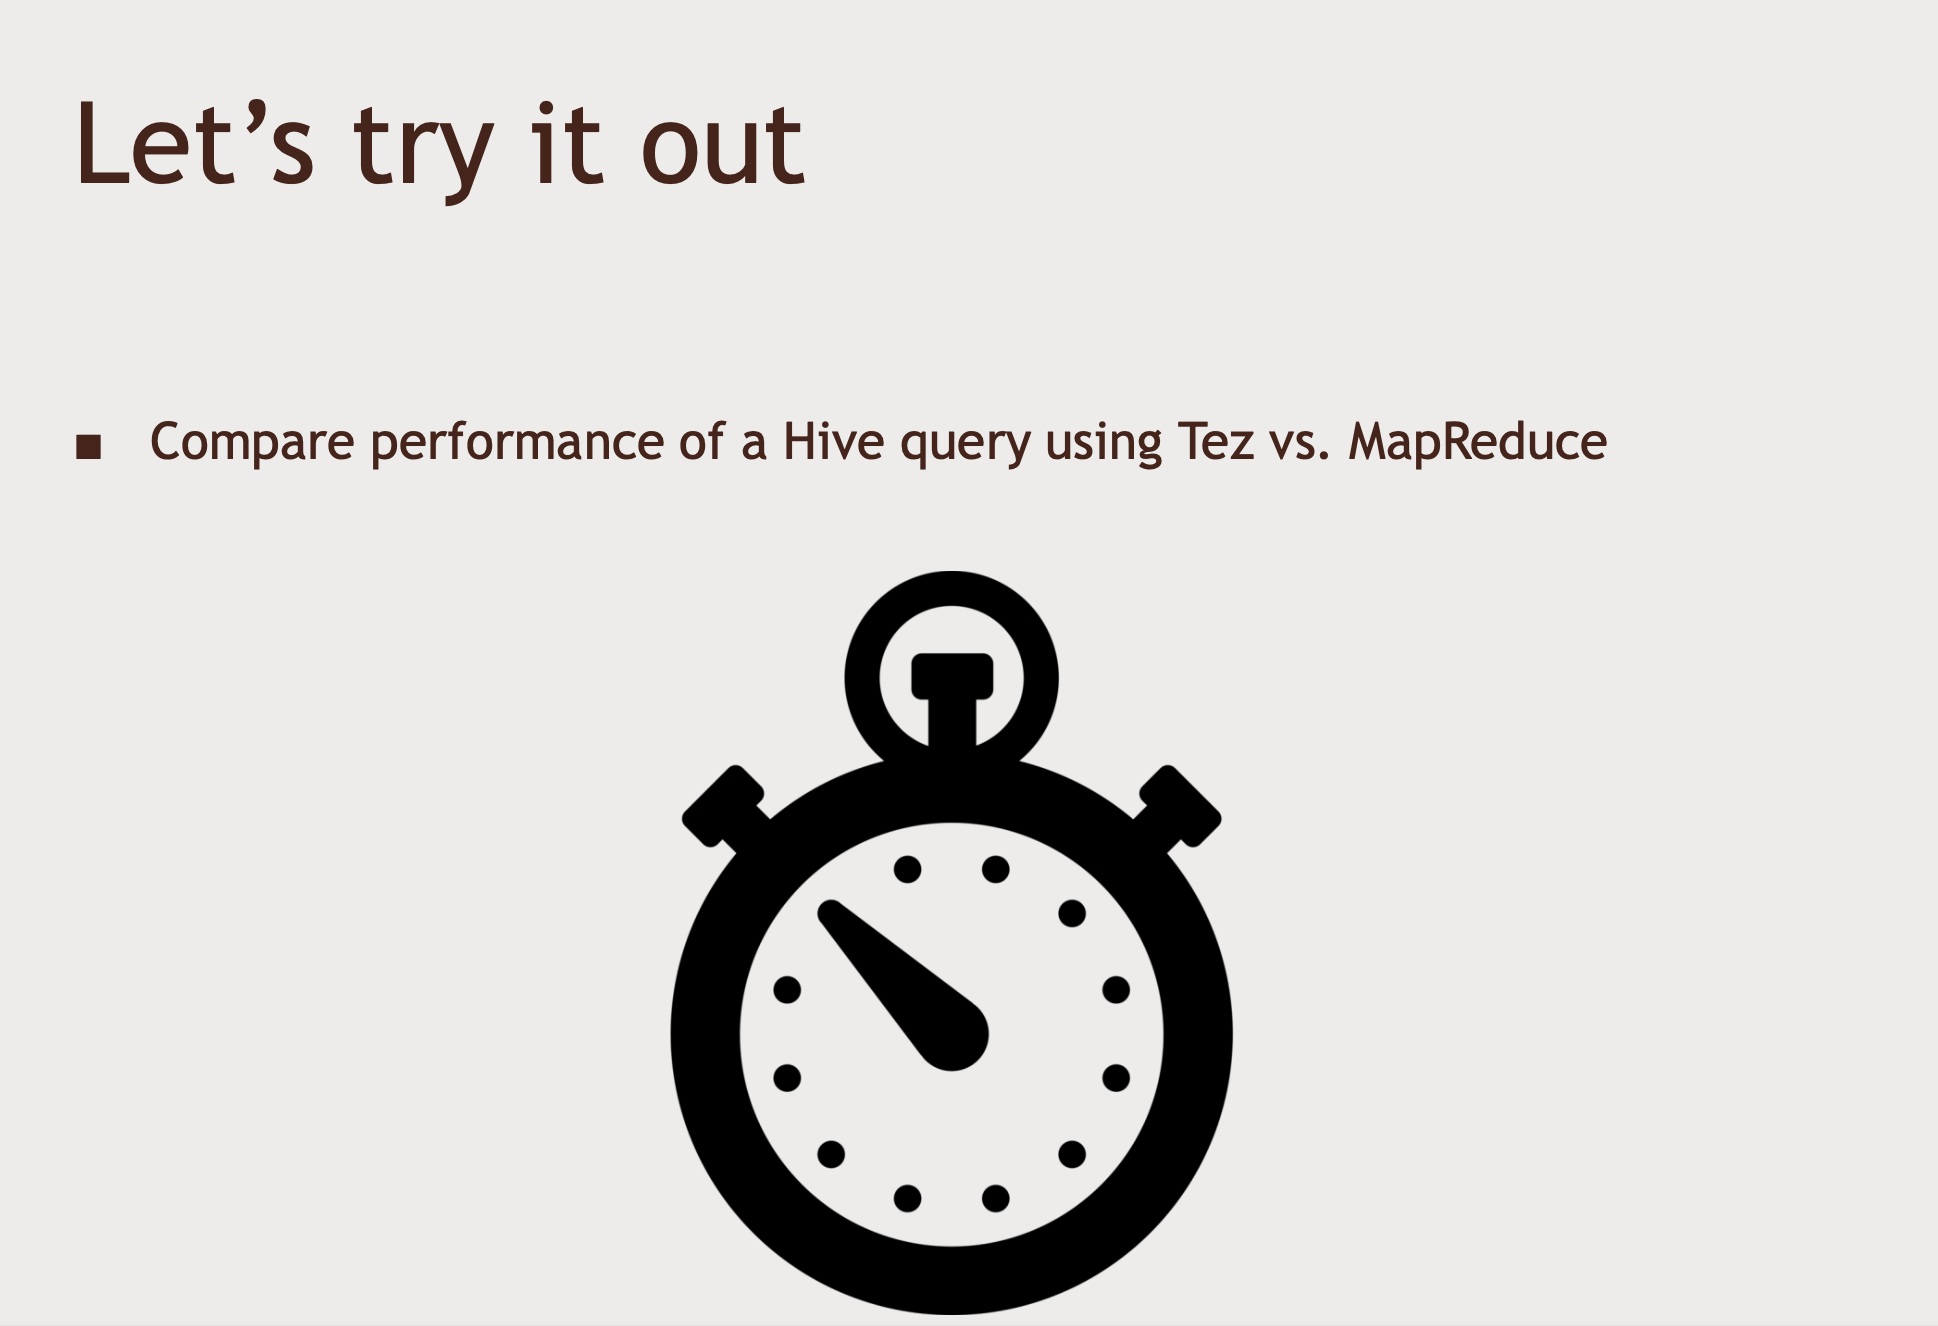 Let’s try it out
■ Compare performance of a Hive query using Tez vs. MapReduce